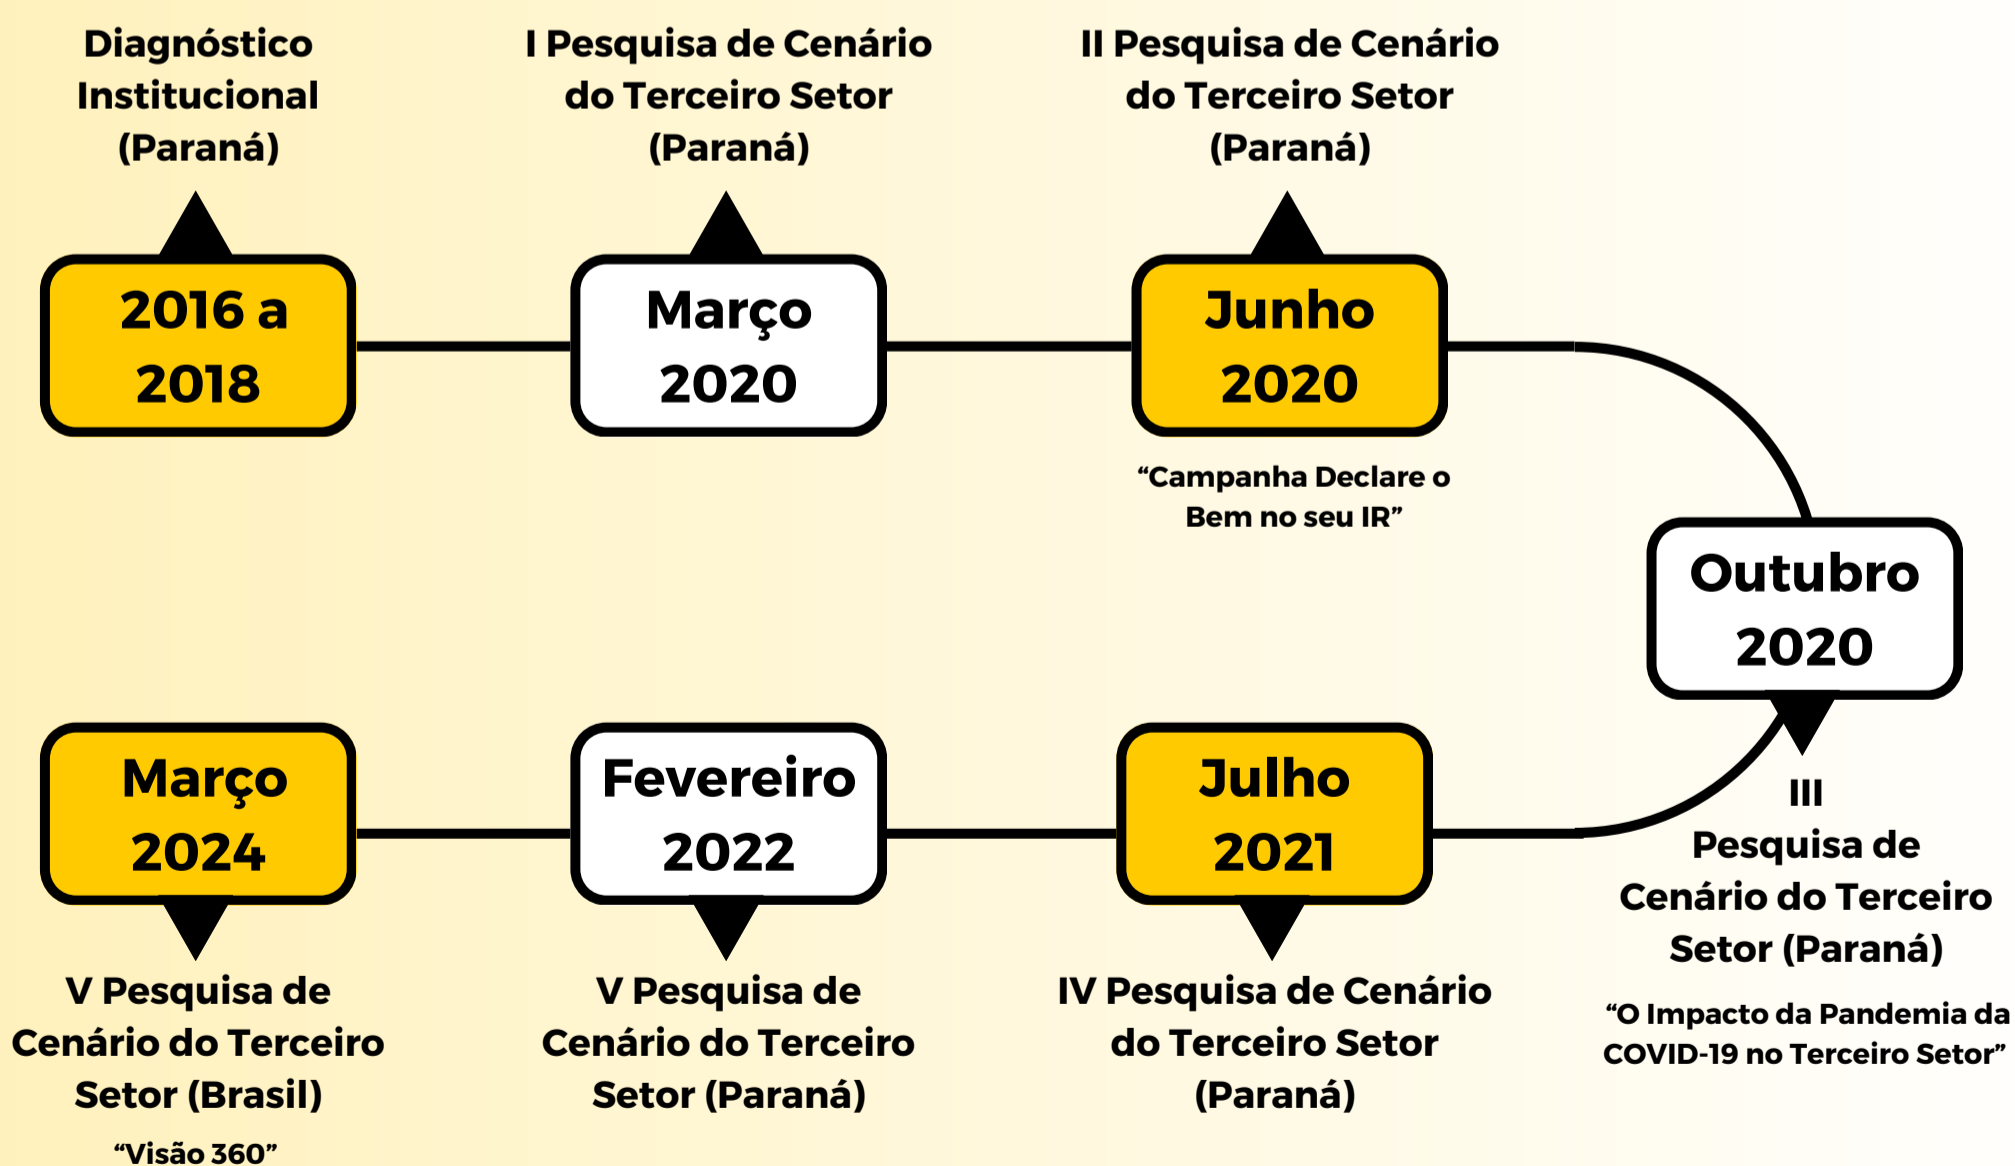 Diagnóstico
Institucional
(Paraná)
2016 a
2018
I Pesquisa de Cenário
do Terceiro Setor
(Paraná)
Março
2020
II Pesquisa de Cenário
do Terceiro Setor
(Paraná)
Junho
2020
“Campanha Declare o
Bem no seu IR”
Outubro
2020
III
Pesquisa de
Cenário do Terceiro
Setor (Paraná)
“O Impacto da Pandemia da
COVID-19 no Terceiro Setor”
Julho
2021
IV Pesquisa de Cenário
do Terceiro Setor
(Paraná)
Fevereiro
2022
V Pesquisa de
Cenário do Terceiro
Setor (Paraná)
Março
2024
V Pesquisa de
Cenário do Terceiro
Setor (Brasil)
“Visão 360”